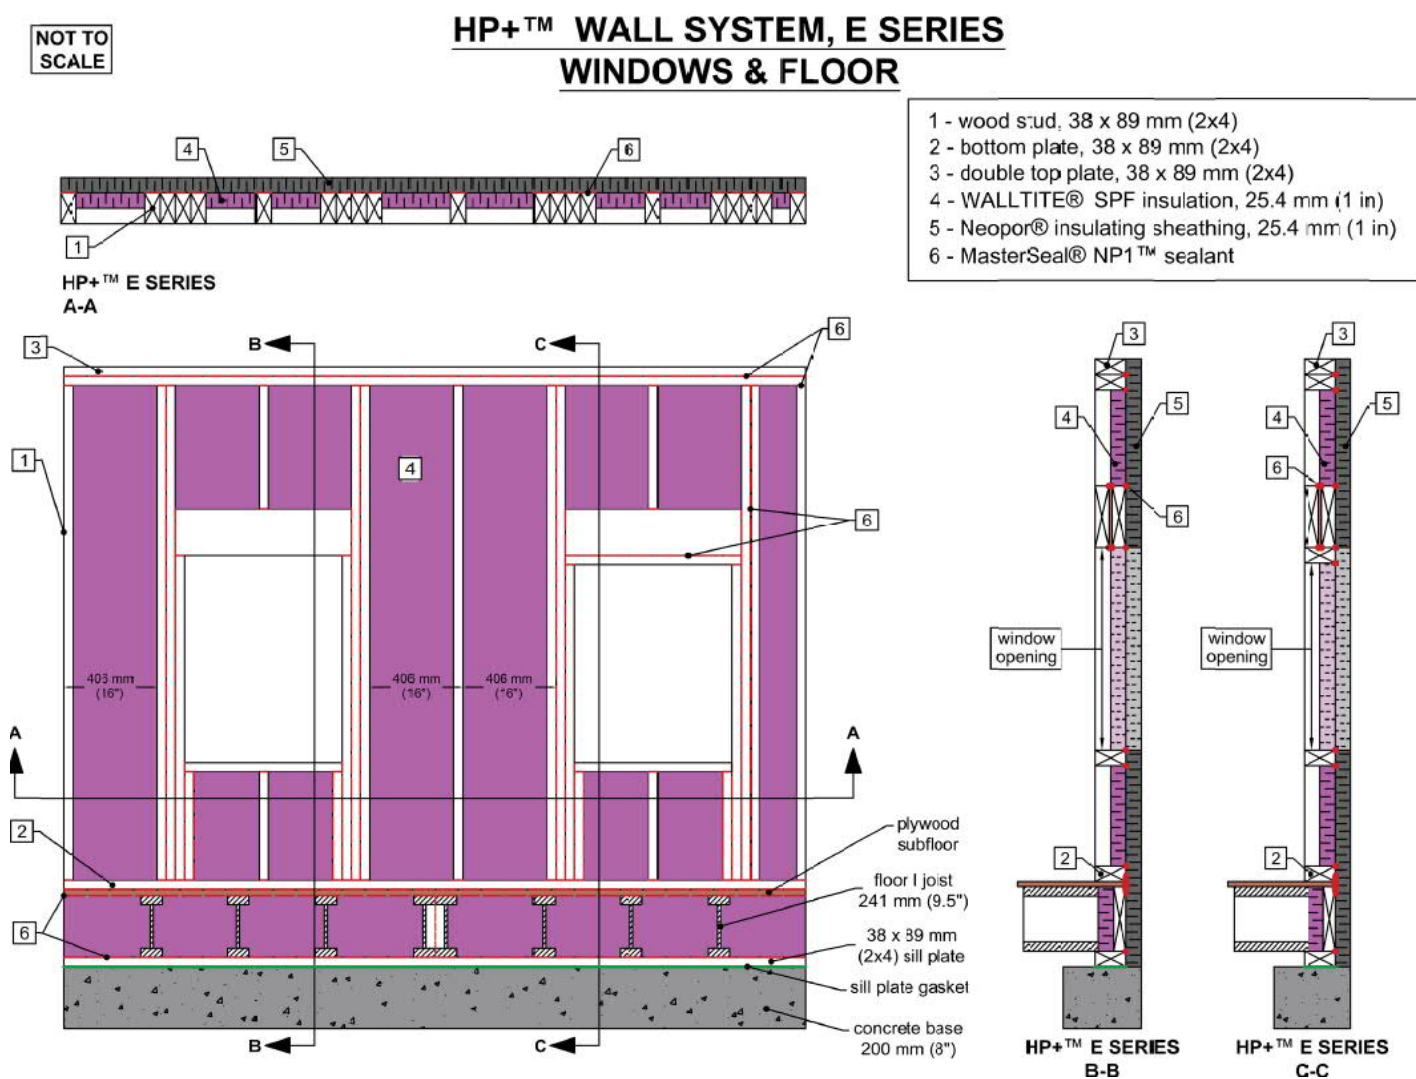 NOT TO
SCALE
HP+™ WALL SYSTEM, E SERIES
WINDOWS & FLOOR
1 - wood stud, 38 x 89 mm (2x4)
2 - bottom plate, 38 x 89 mm (2x4)
3 - double top plate, 38 x 89 mm (2x4)
4 - WALLTITE® SPF insulation, 25.4 mm (1 in)
5 - Neopor® insulating sheathing, 25.4 mm (1 in)
6 - MasterSeal® NP1™ sealant
4
5
6
1
HP+™ E SERIES
A-A
B
C
6
3
1
4
6
406 mm
(16")
406 mm
(16")
406 mm
(16")
A
A
2
6
plywood
subfloor
floor I joist
241 mm (9.5")
38 x 89 mm
(2x4) sill plate
sill plate gasket
concrete base
200 mm (8")
B
C
3
4
5
6
window
opening
2
HP+™ E SERIES
B-B
3
4
5
6
window
opening
2
HP+™ E SERIES
C-C